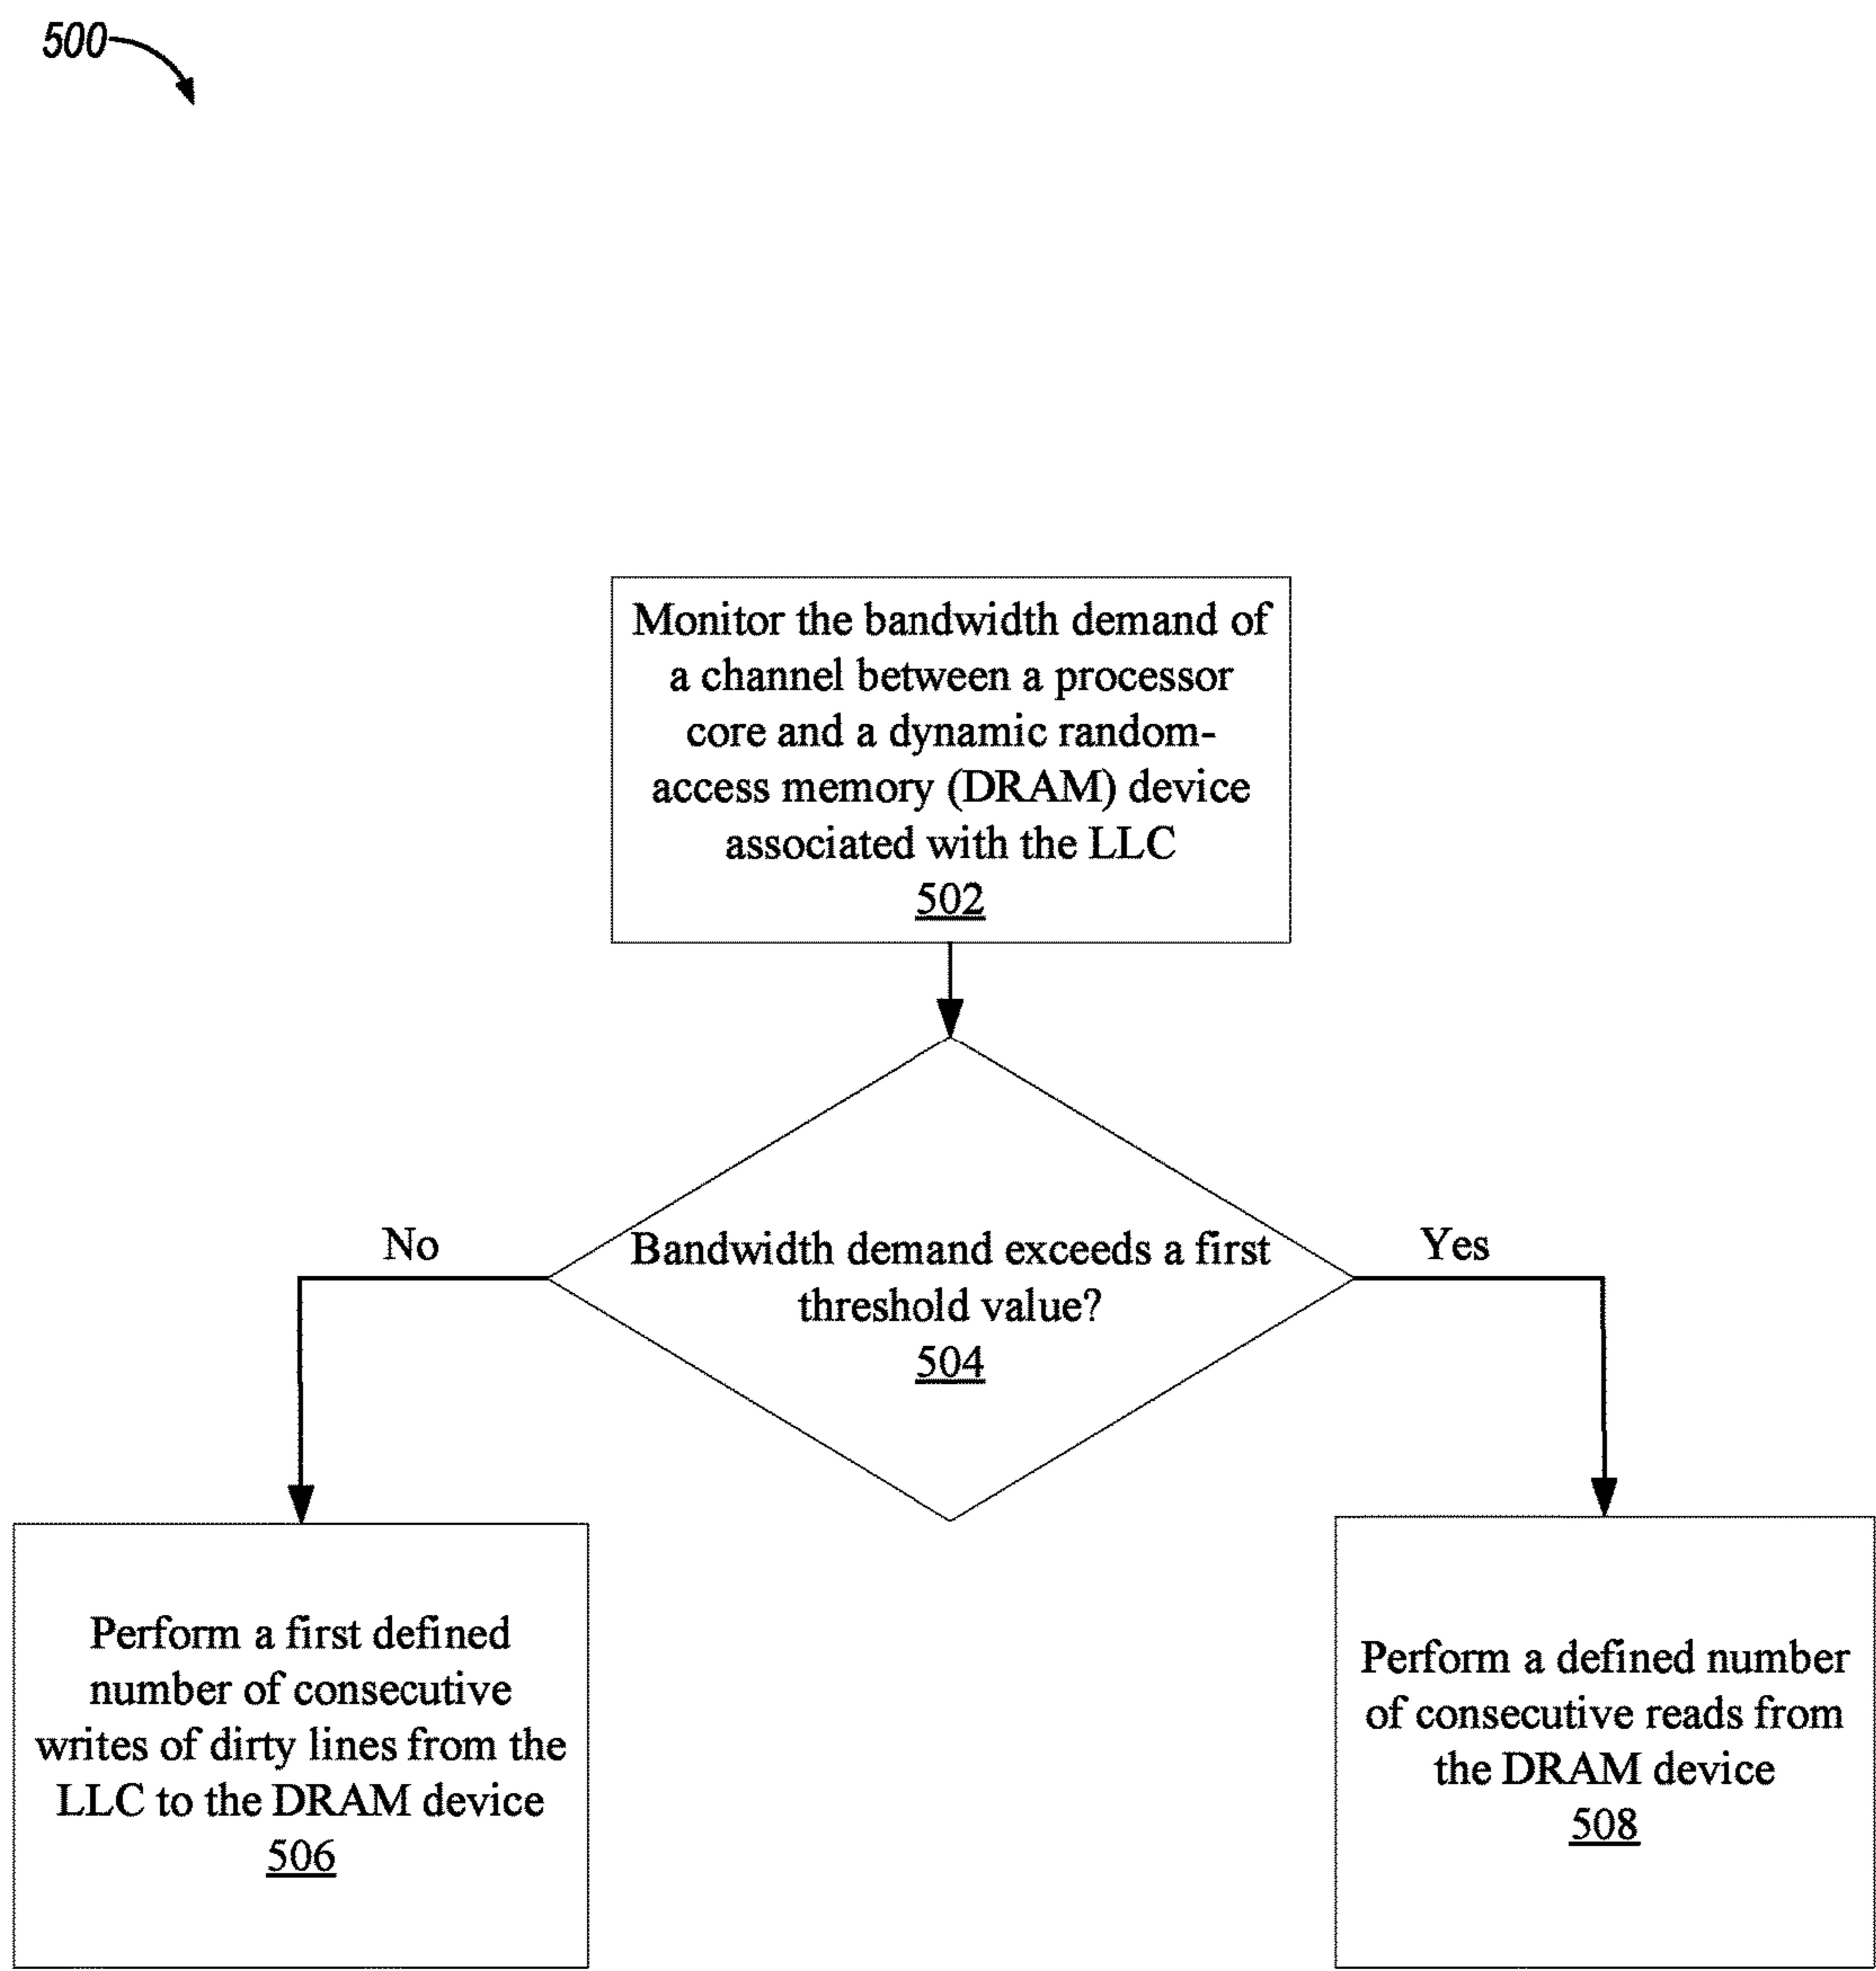 500
Monitor the bandwidth demand of
a channel between a processor
core and a dynamic random-
access memory (DRAM) device
associated with the LLC
502
Bandwidth demand exceeds a first
threshold value?
504
No
Yes
Perform a first defined
number of consecutive
writes of dirty lines from the
LLC to the DRAM device
506
Perform a defined number
of consecutive reads from
the DRAM device
508